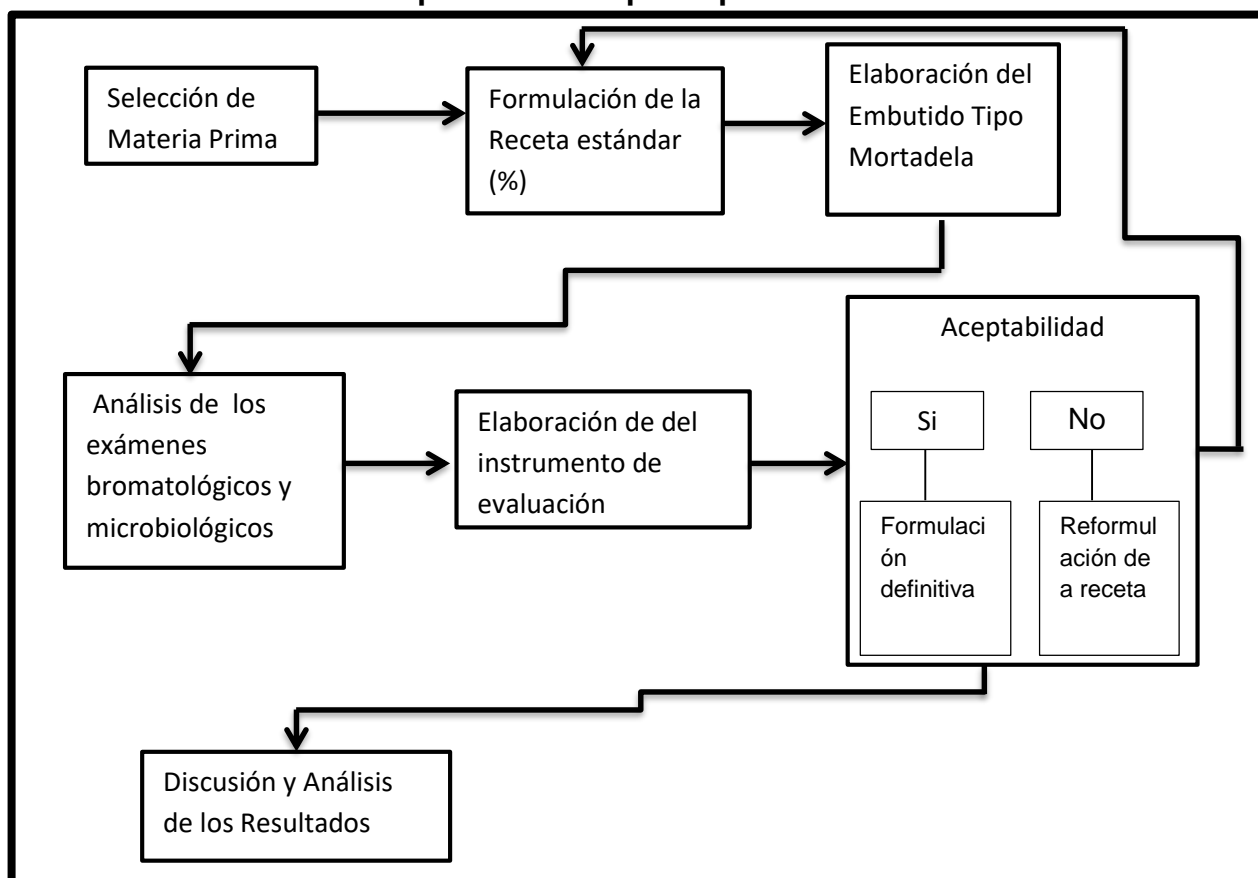 Selección de
Materia Prima
Formulación de la
Receta estándar
(%)
Elaboración del
Embutido Tipo
Mortadela
Análisis de los
exámenes
bromatológicos y
microbiológicos
Elaboración de del
instrumento de
evaluación
Aceptabilidad
Si
No
Formulaci
ón
definitiva
Reformul
ación de
a receta
Discusión y Análisis
de los Resultados